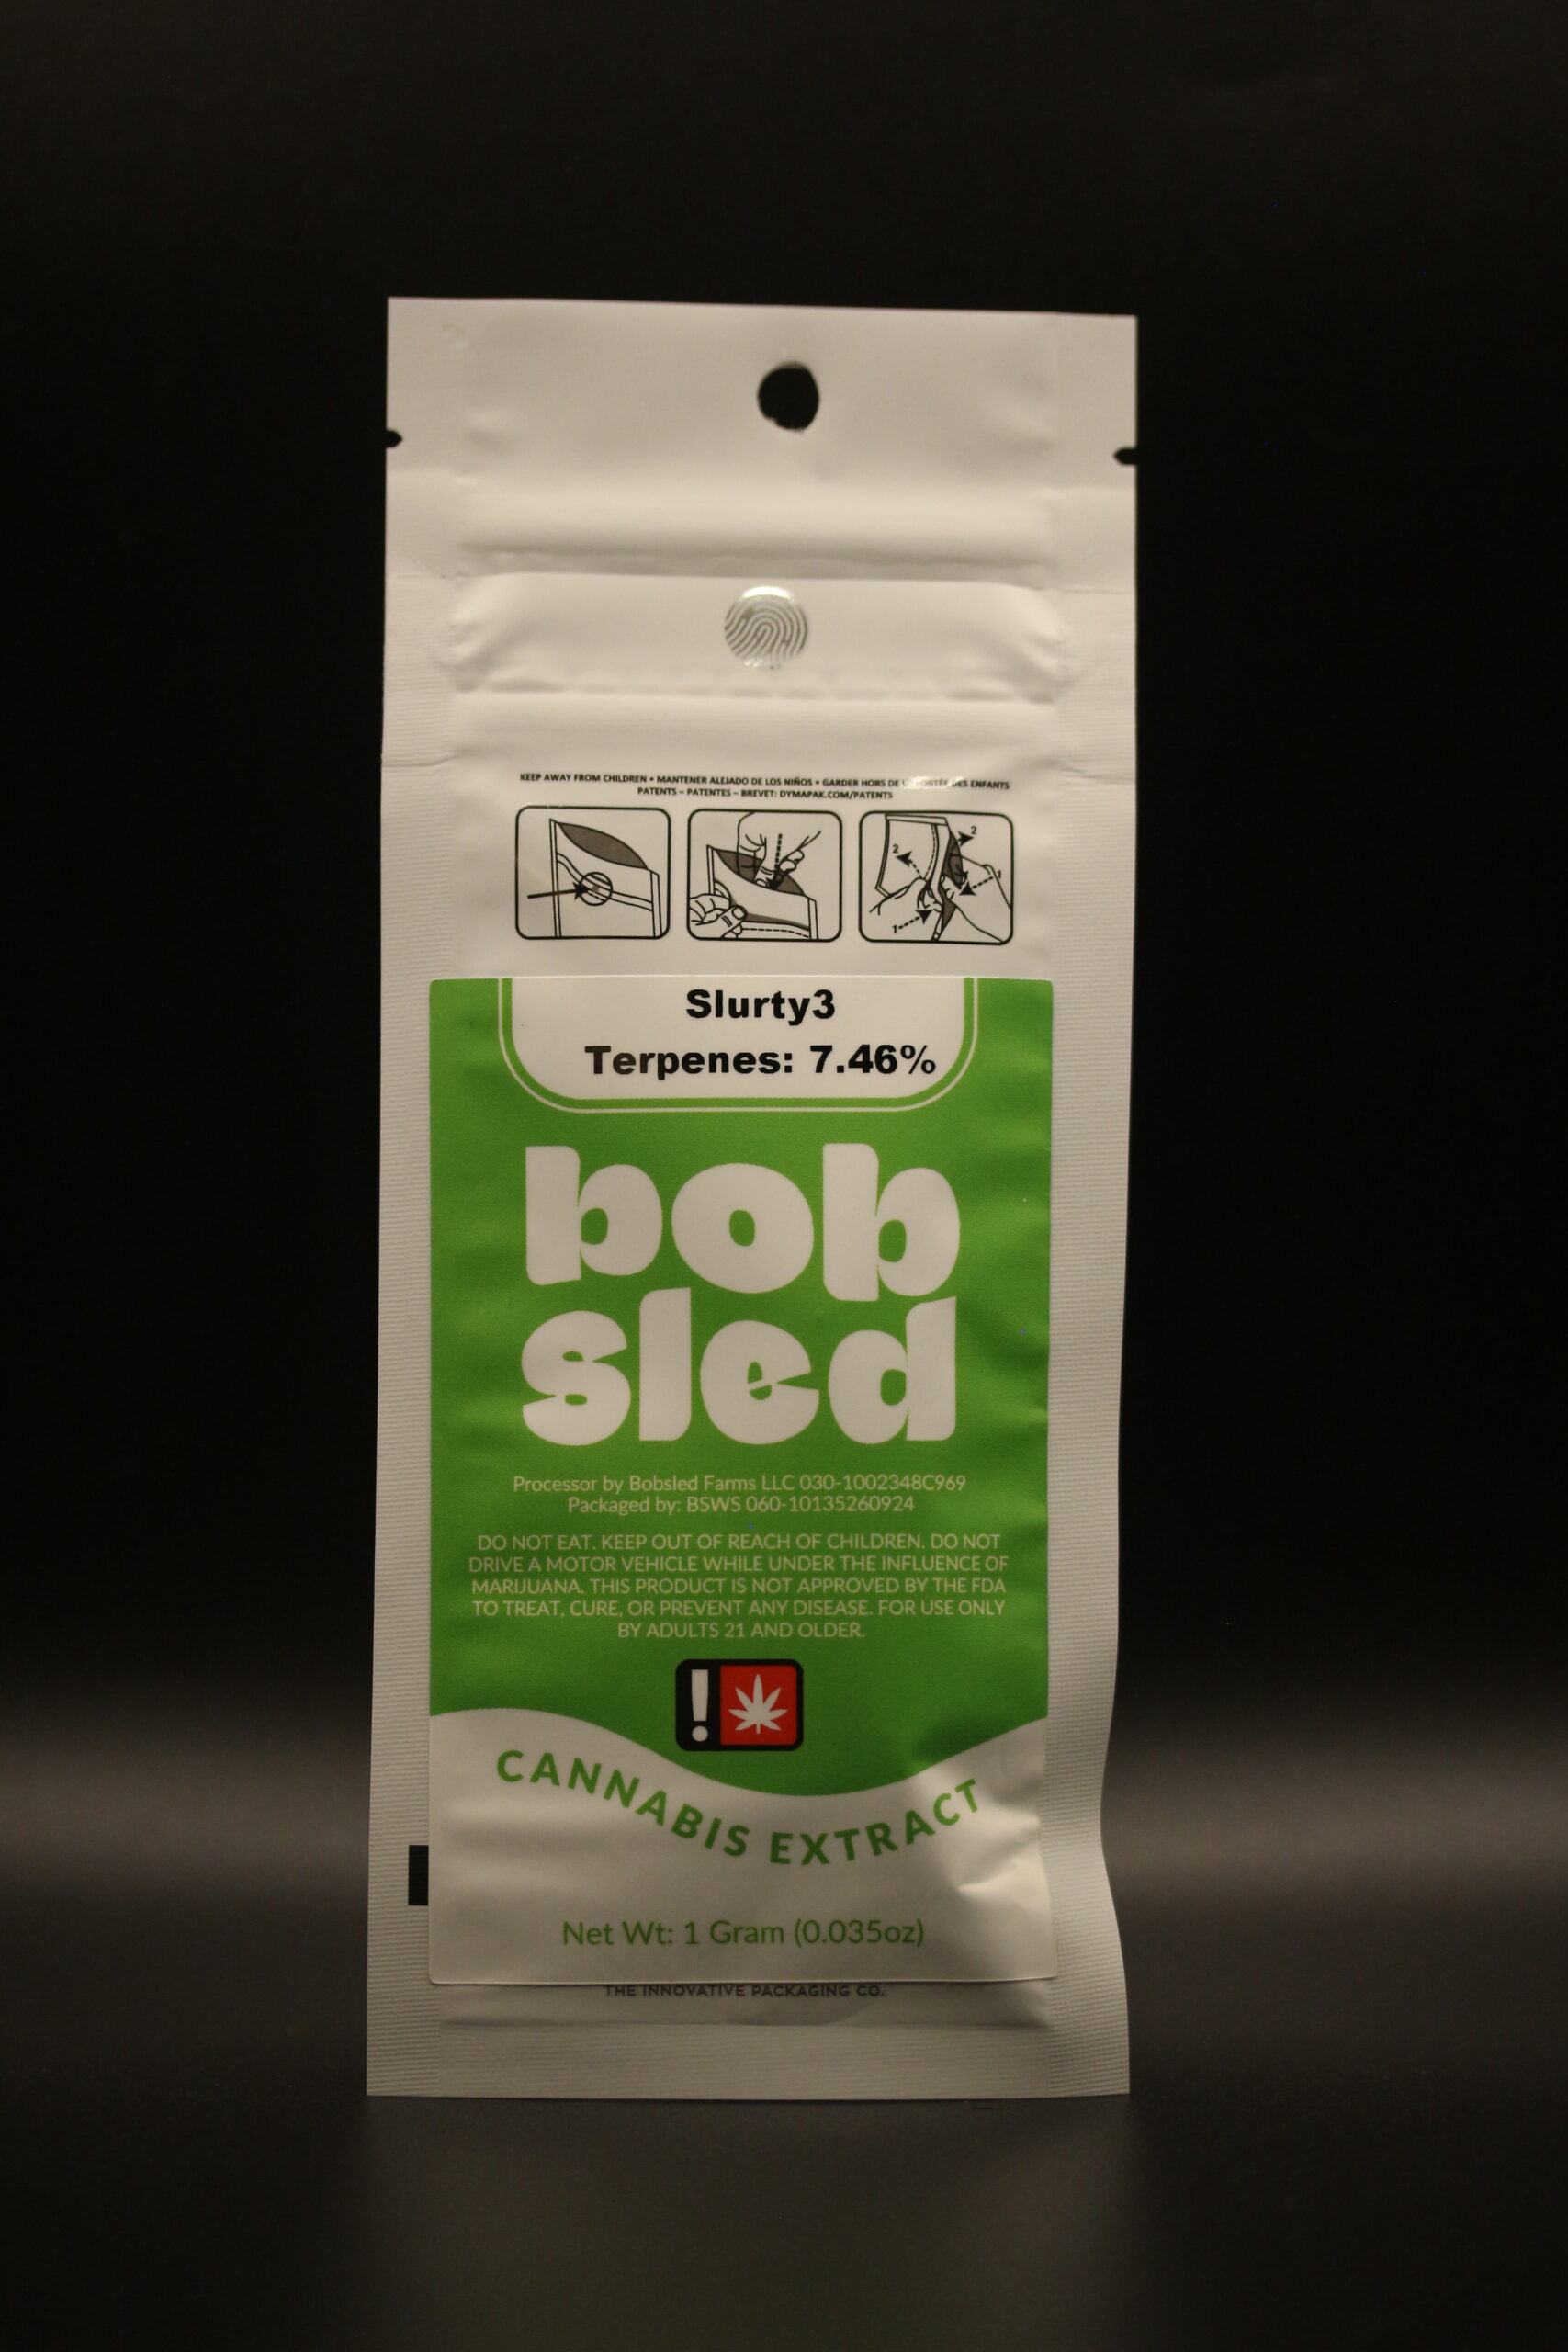 KEEP AWAY FROM CHILDREN • MANTENER ALEJADO DE LOS NIÑOS • GARDER HORS DE DES ENFANTS
PATENTS – PATENTES – BREVET: DYMAPAK.COM/PATENTS
2
2
1
1
Slurty3
Terpenes: 7.46%
bob
sled
Processor by Bobsled Farms LLC 030-1002348C969
Packaged by: BSWS 060-10135260924
DO NOT EAT. KEEP OUT OF REACH OF CHILDREN. DO NOT
DRIVE A MOTOR VEHICLE WHILE UNDER THE INFLUENCE OF
MARIJUANA. THIS PRODUCT IS NOT APPROVED BY THE FDA
TO TREAT, CURE, OR PREVENT ANY DISEASE. FOR USE ONLY
BY ADULTS 21 AND OLDER.
!
CANNABIS EXTRACT
Net Wt: 1 Gram (0.035oz)
THE INNOVATIVE PACKAGING CO.